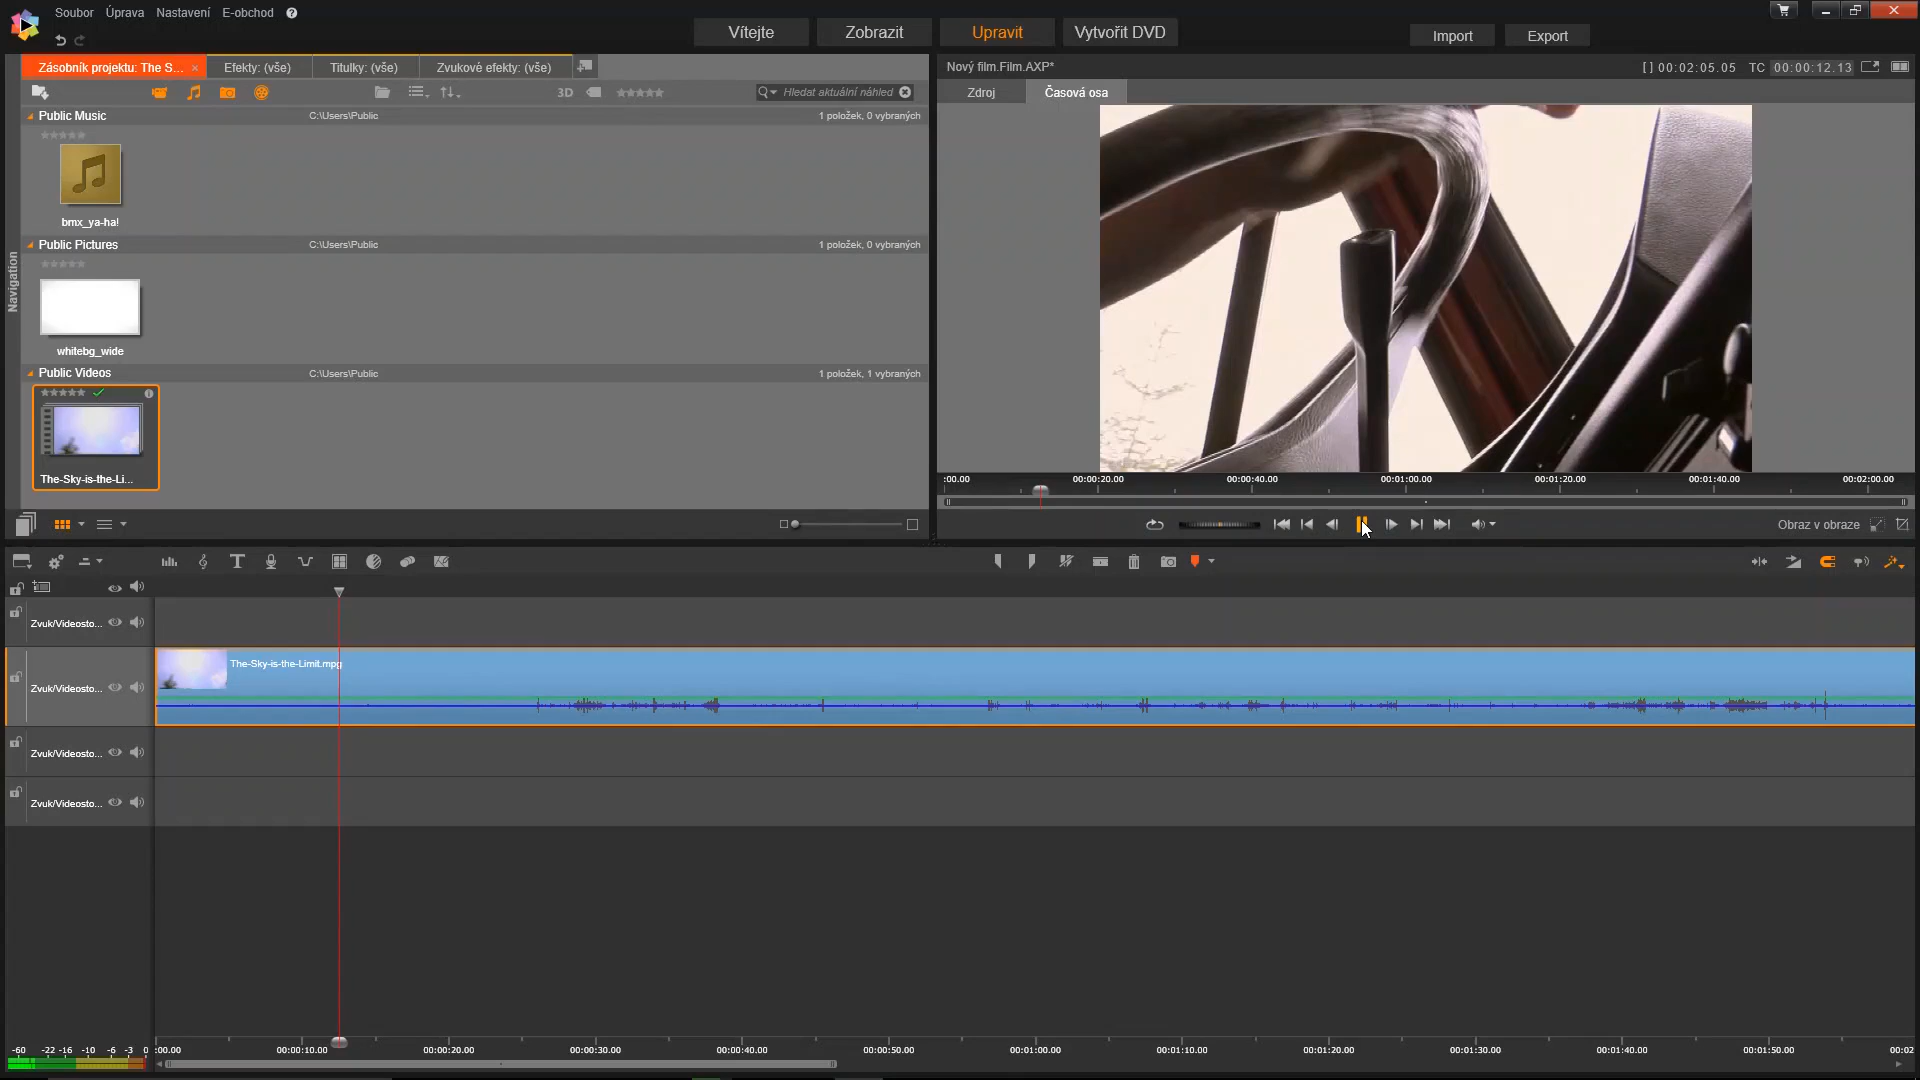 Soubor Úprava Nastavení E-obchod ?
Vítejte Zobrazit Upravit Vytvořit DVD Import Export
Zásobník projektu: The S... × Efekty: (vše) Titulky: (vše) Zvukové efekty: (vše)
Nový film.Film.AXP* [ ] 00:02:05.05 TC 00:00:12.13
3D Hledat aktuální náhled
Zdroj Časová osa
Public Music C:\Users\Public 1 položek, 0 vybraných
bmx_ya-ha!
Public Pictures C:\Users\Public 1 položek, 0 vybraných
whitebg_wide
Public Videos C:\Users\Public 1 položek, 1 vybraných
The-Sky-is-the-Li...
Navigation
:00.00 00:00:20.00 00:00:40.00 00:01:00.00 00:01:20.00 00:01:40.00 00:02:00.00
Obraz v obraze
Zvuk/Videosto...
Zvuk/Videosto...
The-Sky-is-the-Limit.mpg
Zvuk/Videosto...
Zvuk/Videosto...
-60 -22 -16 -10 -6 -3 0
:00.00 00:00:10.00 00:00:20.00 00:00:30.00 00:00:40.00 00:00:50.00 00:01:00.00 00:01:10.00 00:01:20.00 00:01:30.00 00:01:40.00 00:01:50.00 00:02